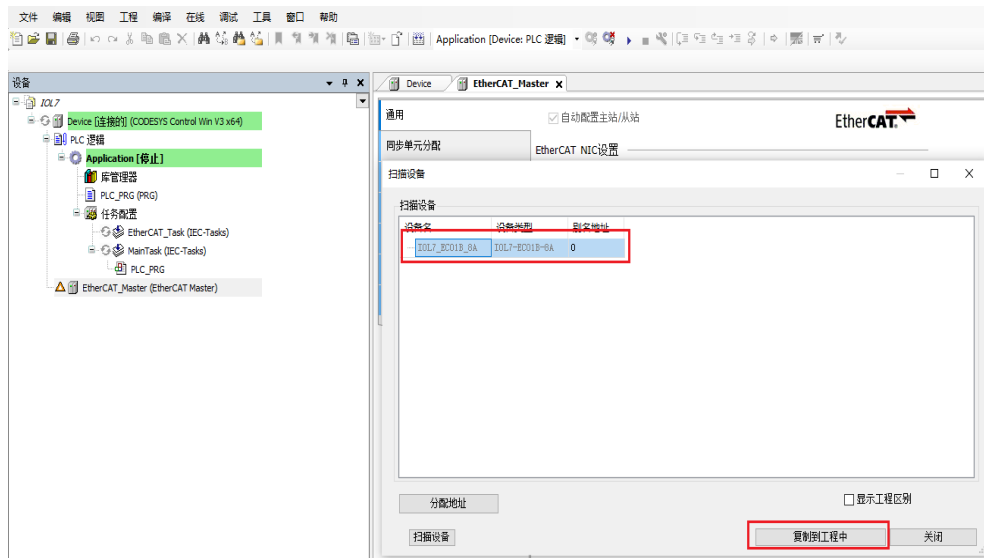 文件 编辑 视图 工程 编译 在线 调试 工具 窗口 帮助
Application [Device: PLC 逻辑]
设备
Device
EtherCAT_Master
IOL7
Device [连接的] (CODESYS Control Win V3 x64)
PLC 逻辑
Application [停止]
库管理器
PLC_PRG (PRG)
任务配置
EtherCAT_Task (IEC-Tasks)
MainTask (IEC-Tasks)
PLC_PRG
EtherCAT_Master (EtherCAT Master)
通用
自动配置主站/从站
EtherCAT
同步单元分配
EtherCAT NIC设置
扫描设备
扫描设备
设备名 设备类型 别名地址
IOL7_EC01B_8A IOL7-EC01B-8A 0
分配地址
显示工程区别
扫描设备
复制到工程中
关闭